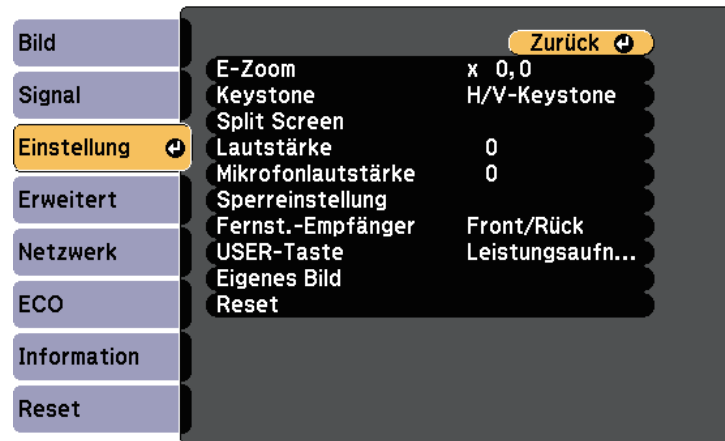 Bild
Signal
Einstellung
Erweitert
Netzwerk
ECO
Information
Reset
Zurück
E-Zoom x 0,0
Keystone H/V-Keystone
Split Screen
Lautstärke 0
Mikrofonlautstärke 0
Sperreinstellung
Fernst.-Empfänger Front/Rück
USER-Taste Leistungsaufn...
Eigenes Bild
Reset